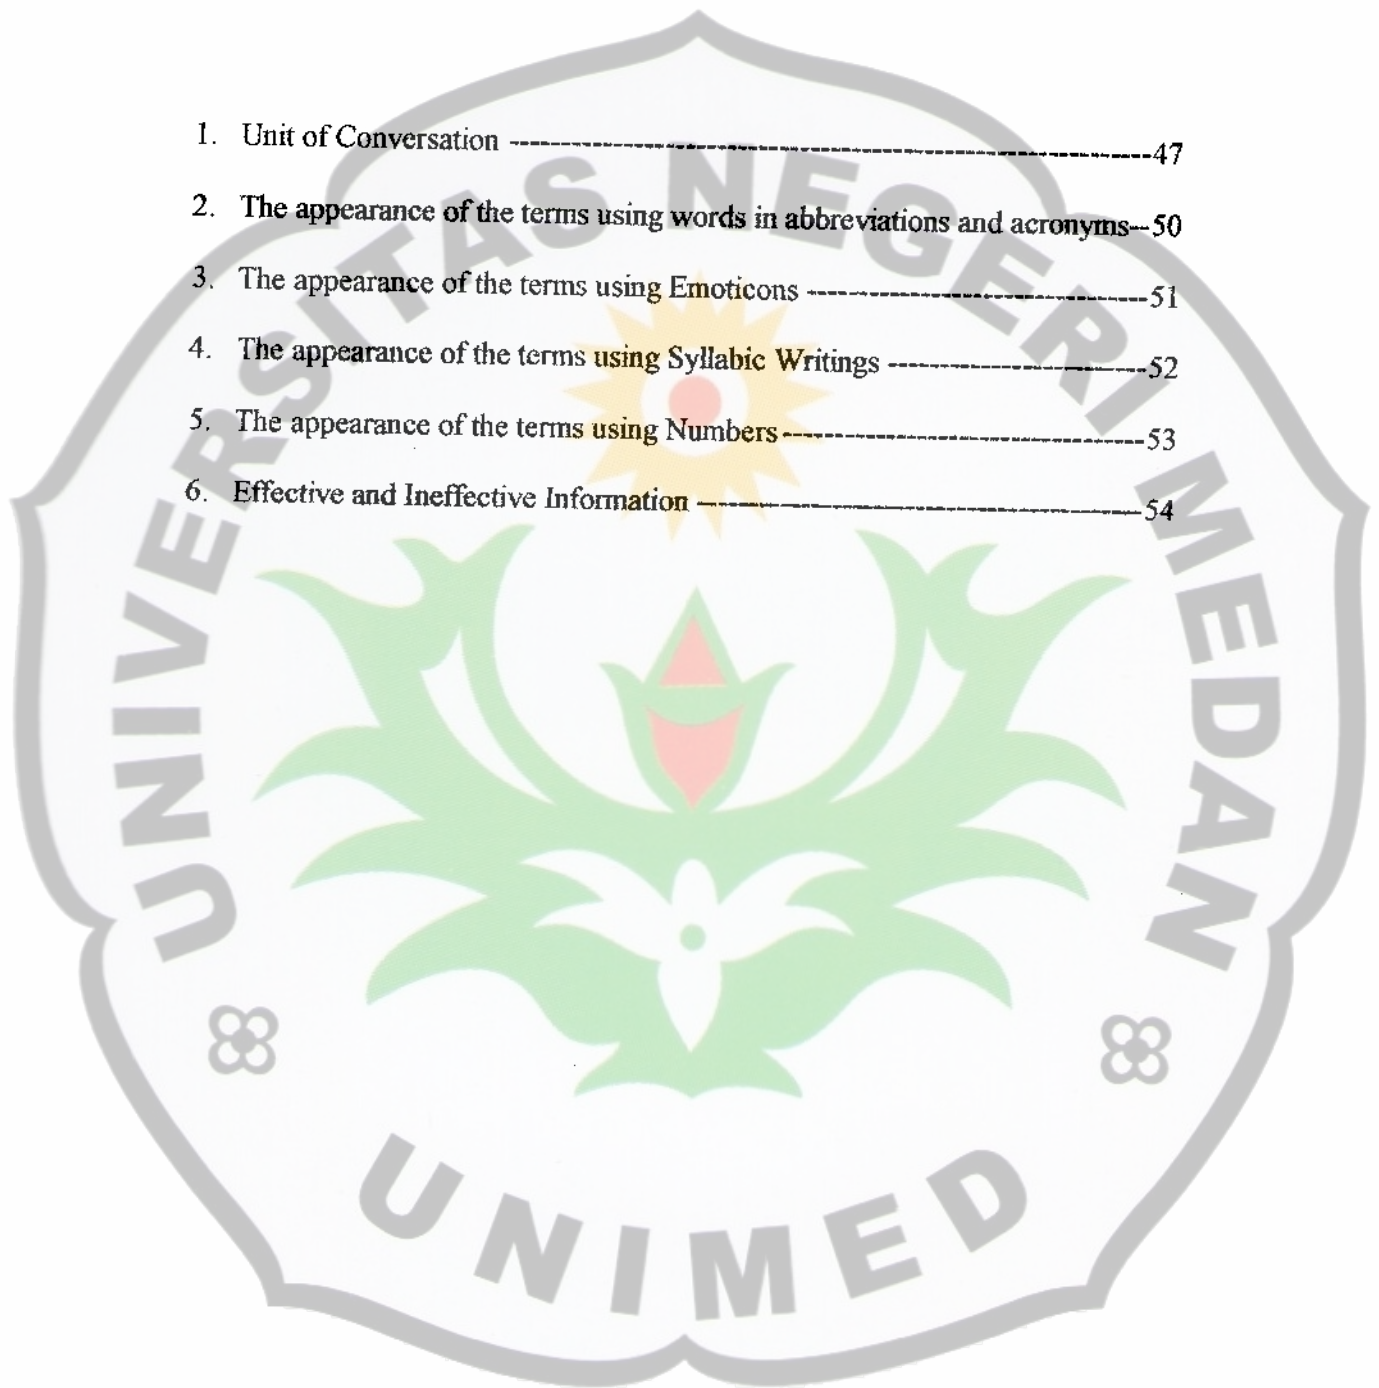 1. Unit of Conversation ----------------------------------------47
2. The appearance of the terms using words in abbreviations and acronyms--50
3. The appearance of the terms using Emoticons --------------------51
4. The appearance of the terms using Syllabic Writings ----------------52
5. The appearance of the terms using Numbers----------------------53
6. Effective and Ineffective Information --------------------------54
UNIVERSITAS NEGERI MEDAN
UNIMED